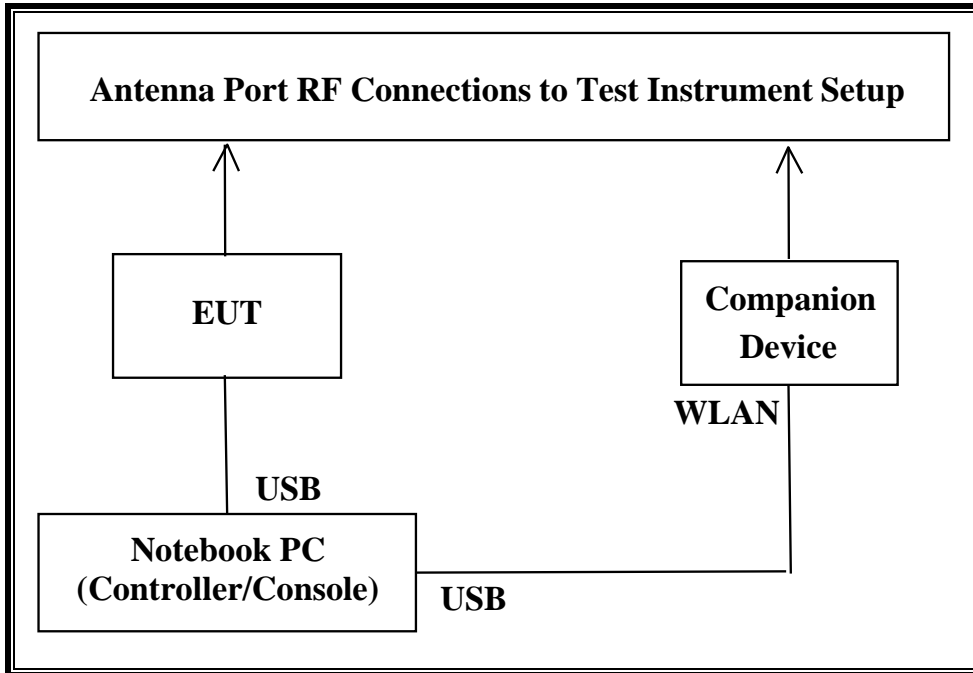 Antenna Port RF Connections to Test Instrument Setup
EUT
Companion
Device
WLAN
USB
Notebook PC
(Controller/Console)
USB